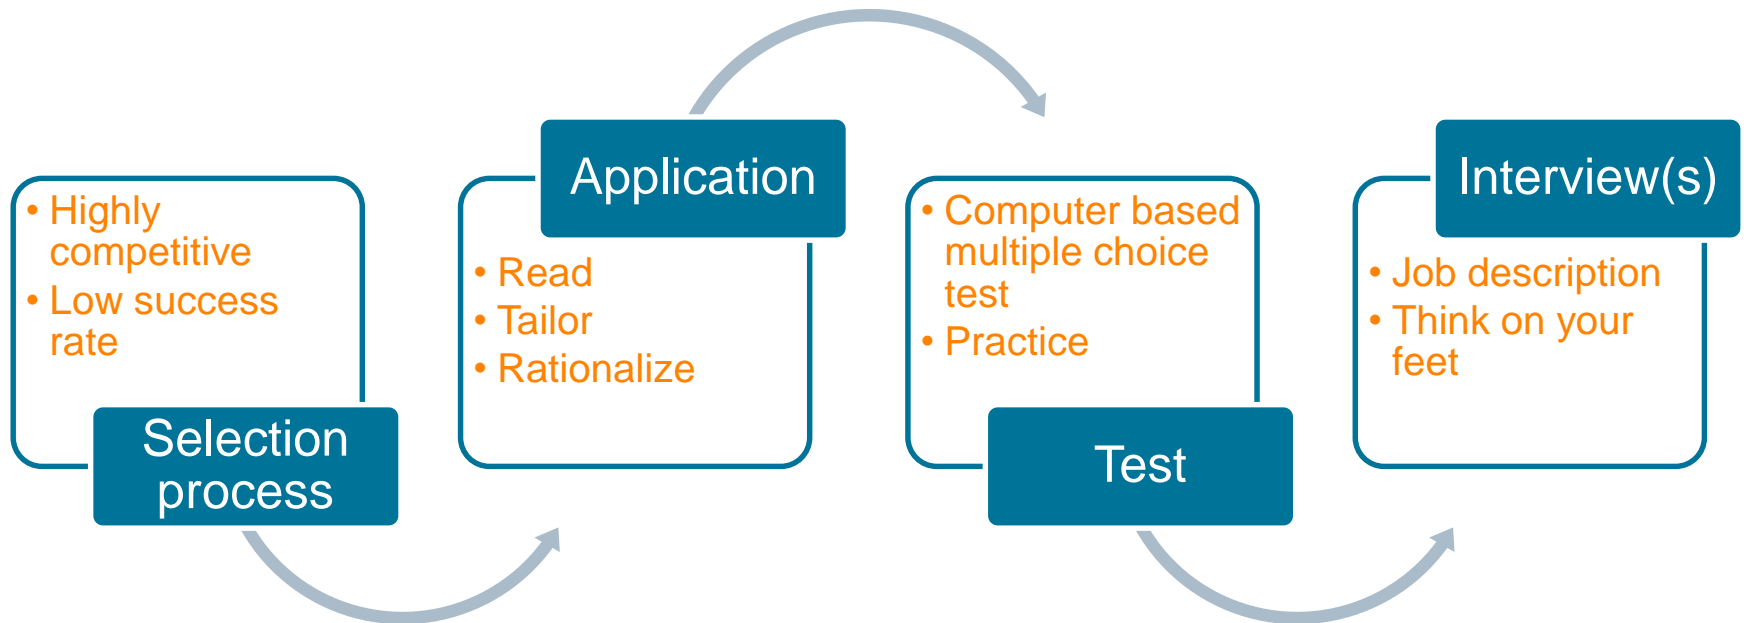 • Highly
competitive
• Low success
rate
Selection
process
Application
• Read
• Tailor
• Rationalize
• Computer based
multiple choice
test
• Practice
Test
Interview(s)
• Job description
• Think on your
feet